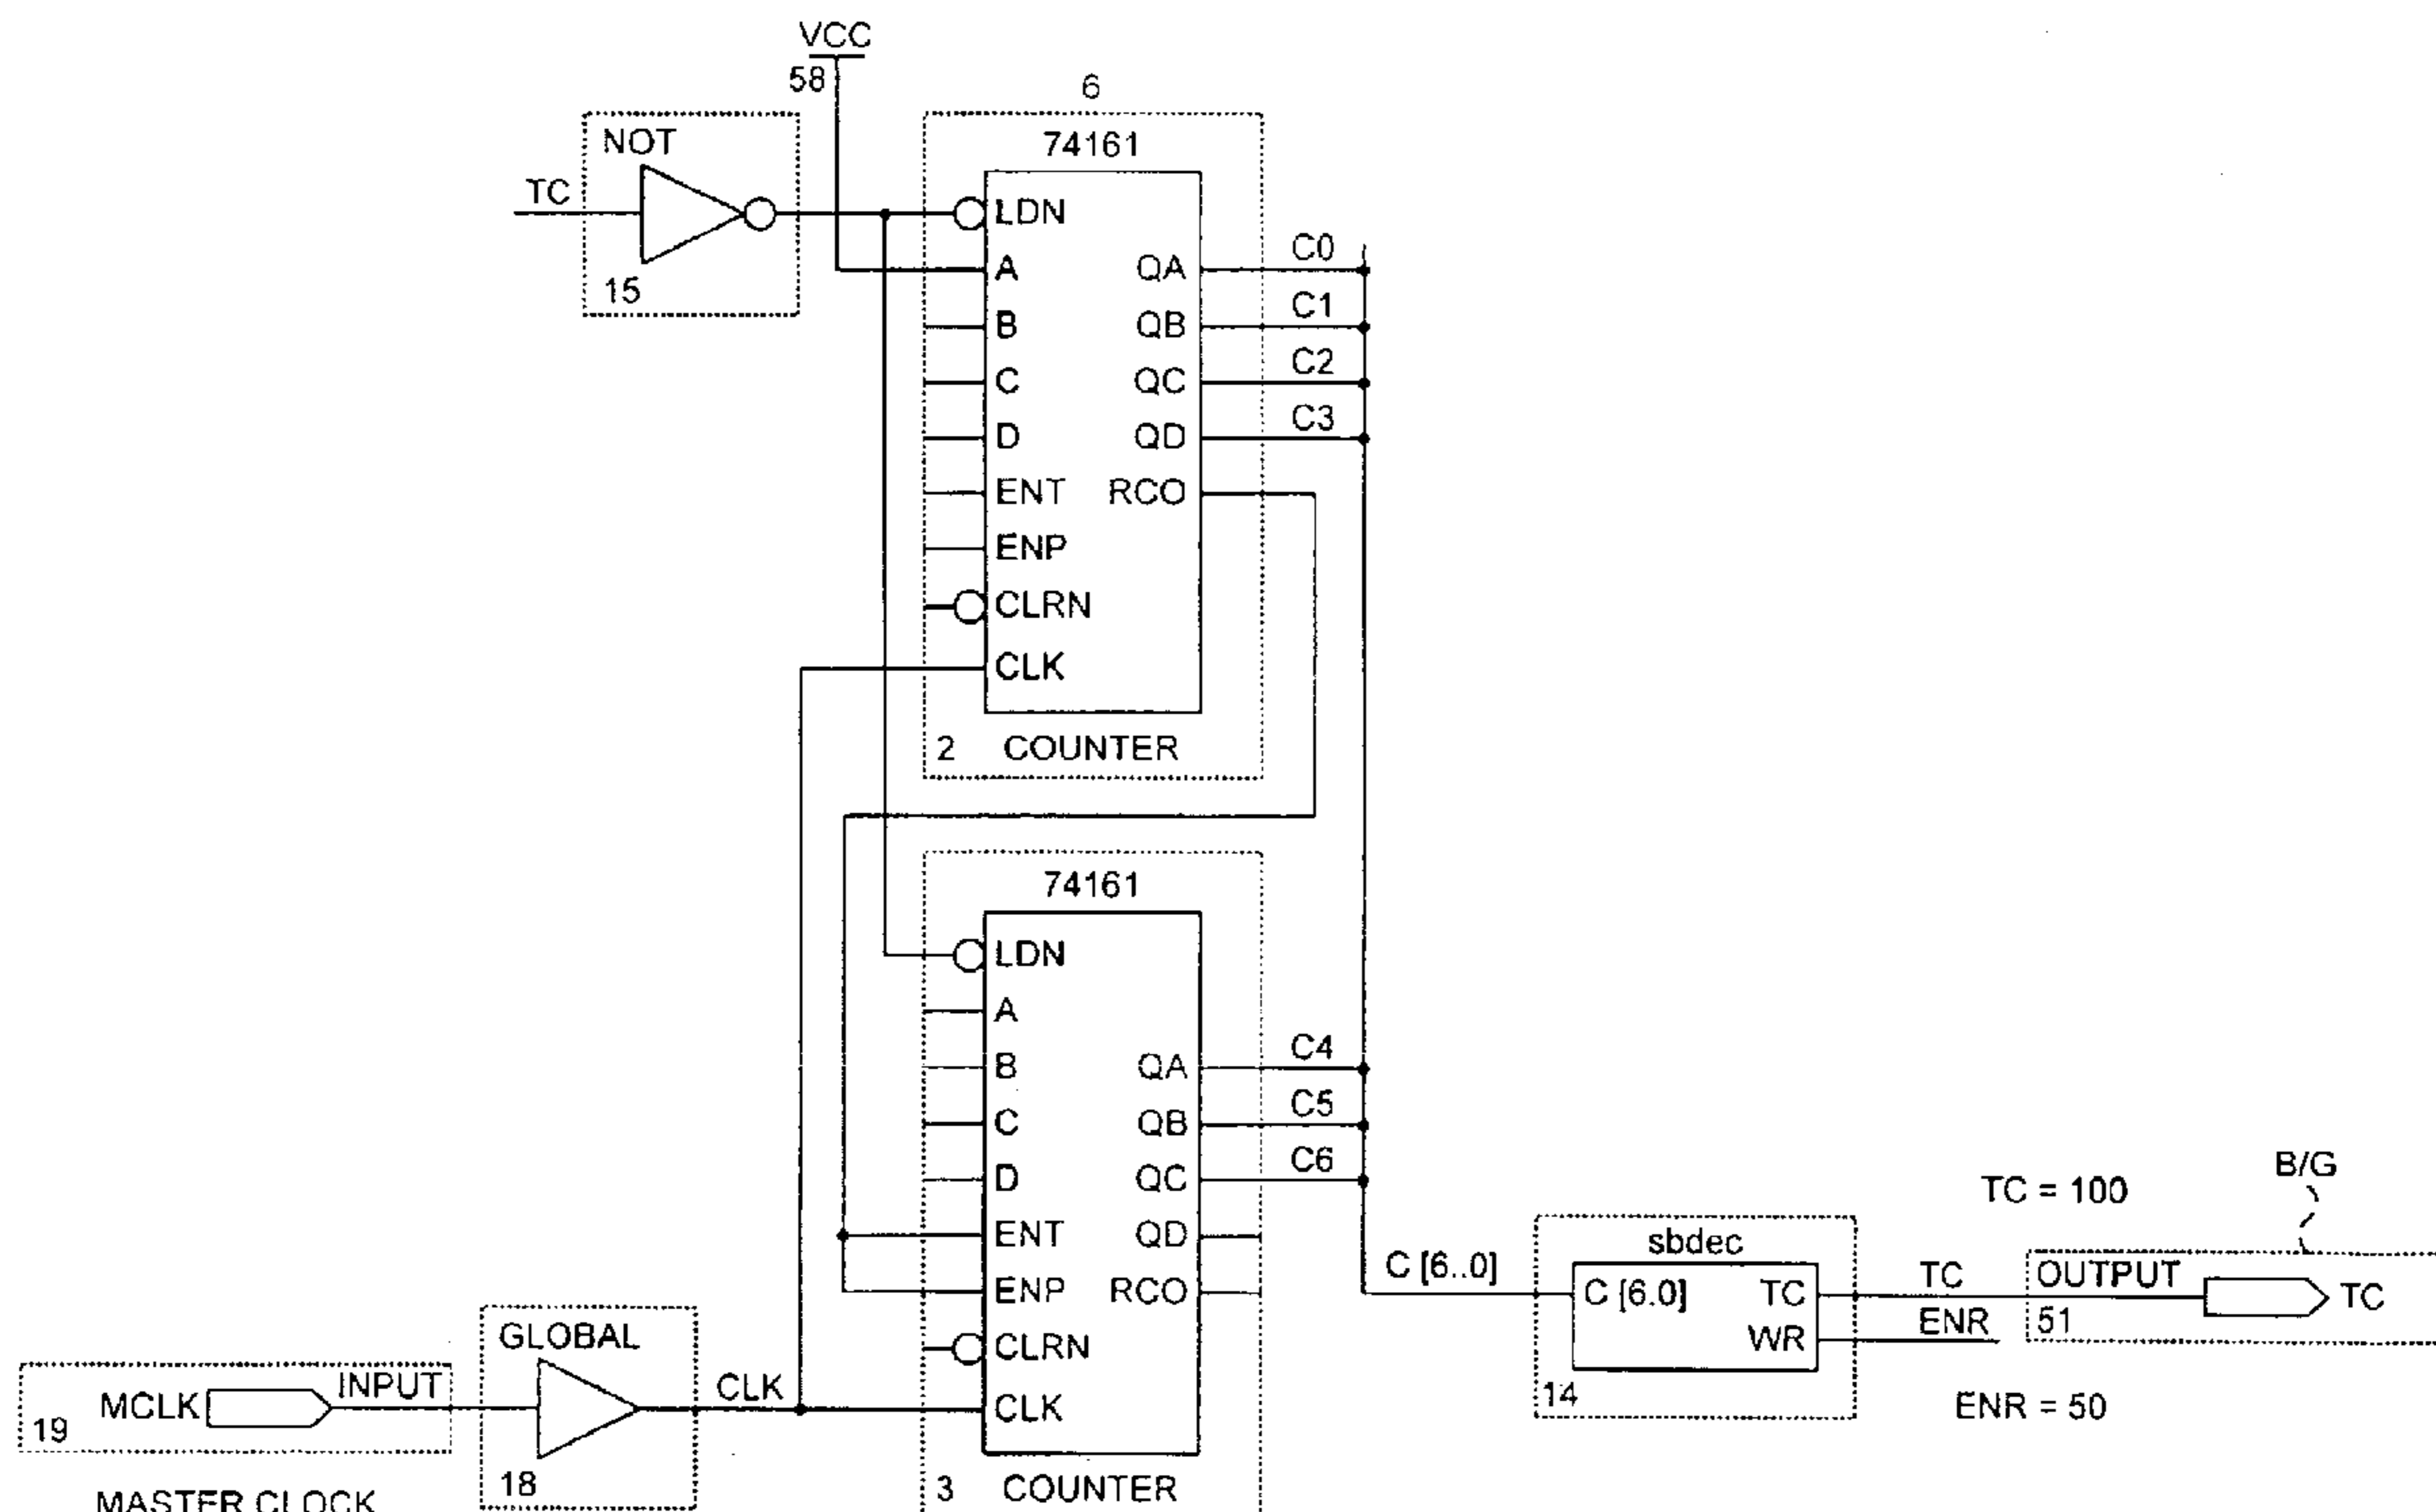 VCC
58
6
NOT
TC
15
74161
LDN
A QA C0
B QB C1
C QC C2
D QD C3
ENT RCO
ENP
CLRN
CLK
2 COUNTER
74161
LDN
A
B QA C4
C QB C5
D QC C6
ENT QD
ENP RCO
CLRN
CLK
3 COUNTER
MCLK INPUT
19
MASTER CLOCK
GLOBAL
18
CLK
C [6..0]
sbdec
C [6.0] TC
WR
14
TC
ENR
TC = 100
ENR = 50
B/G
OUTPUT
51
TC